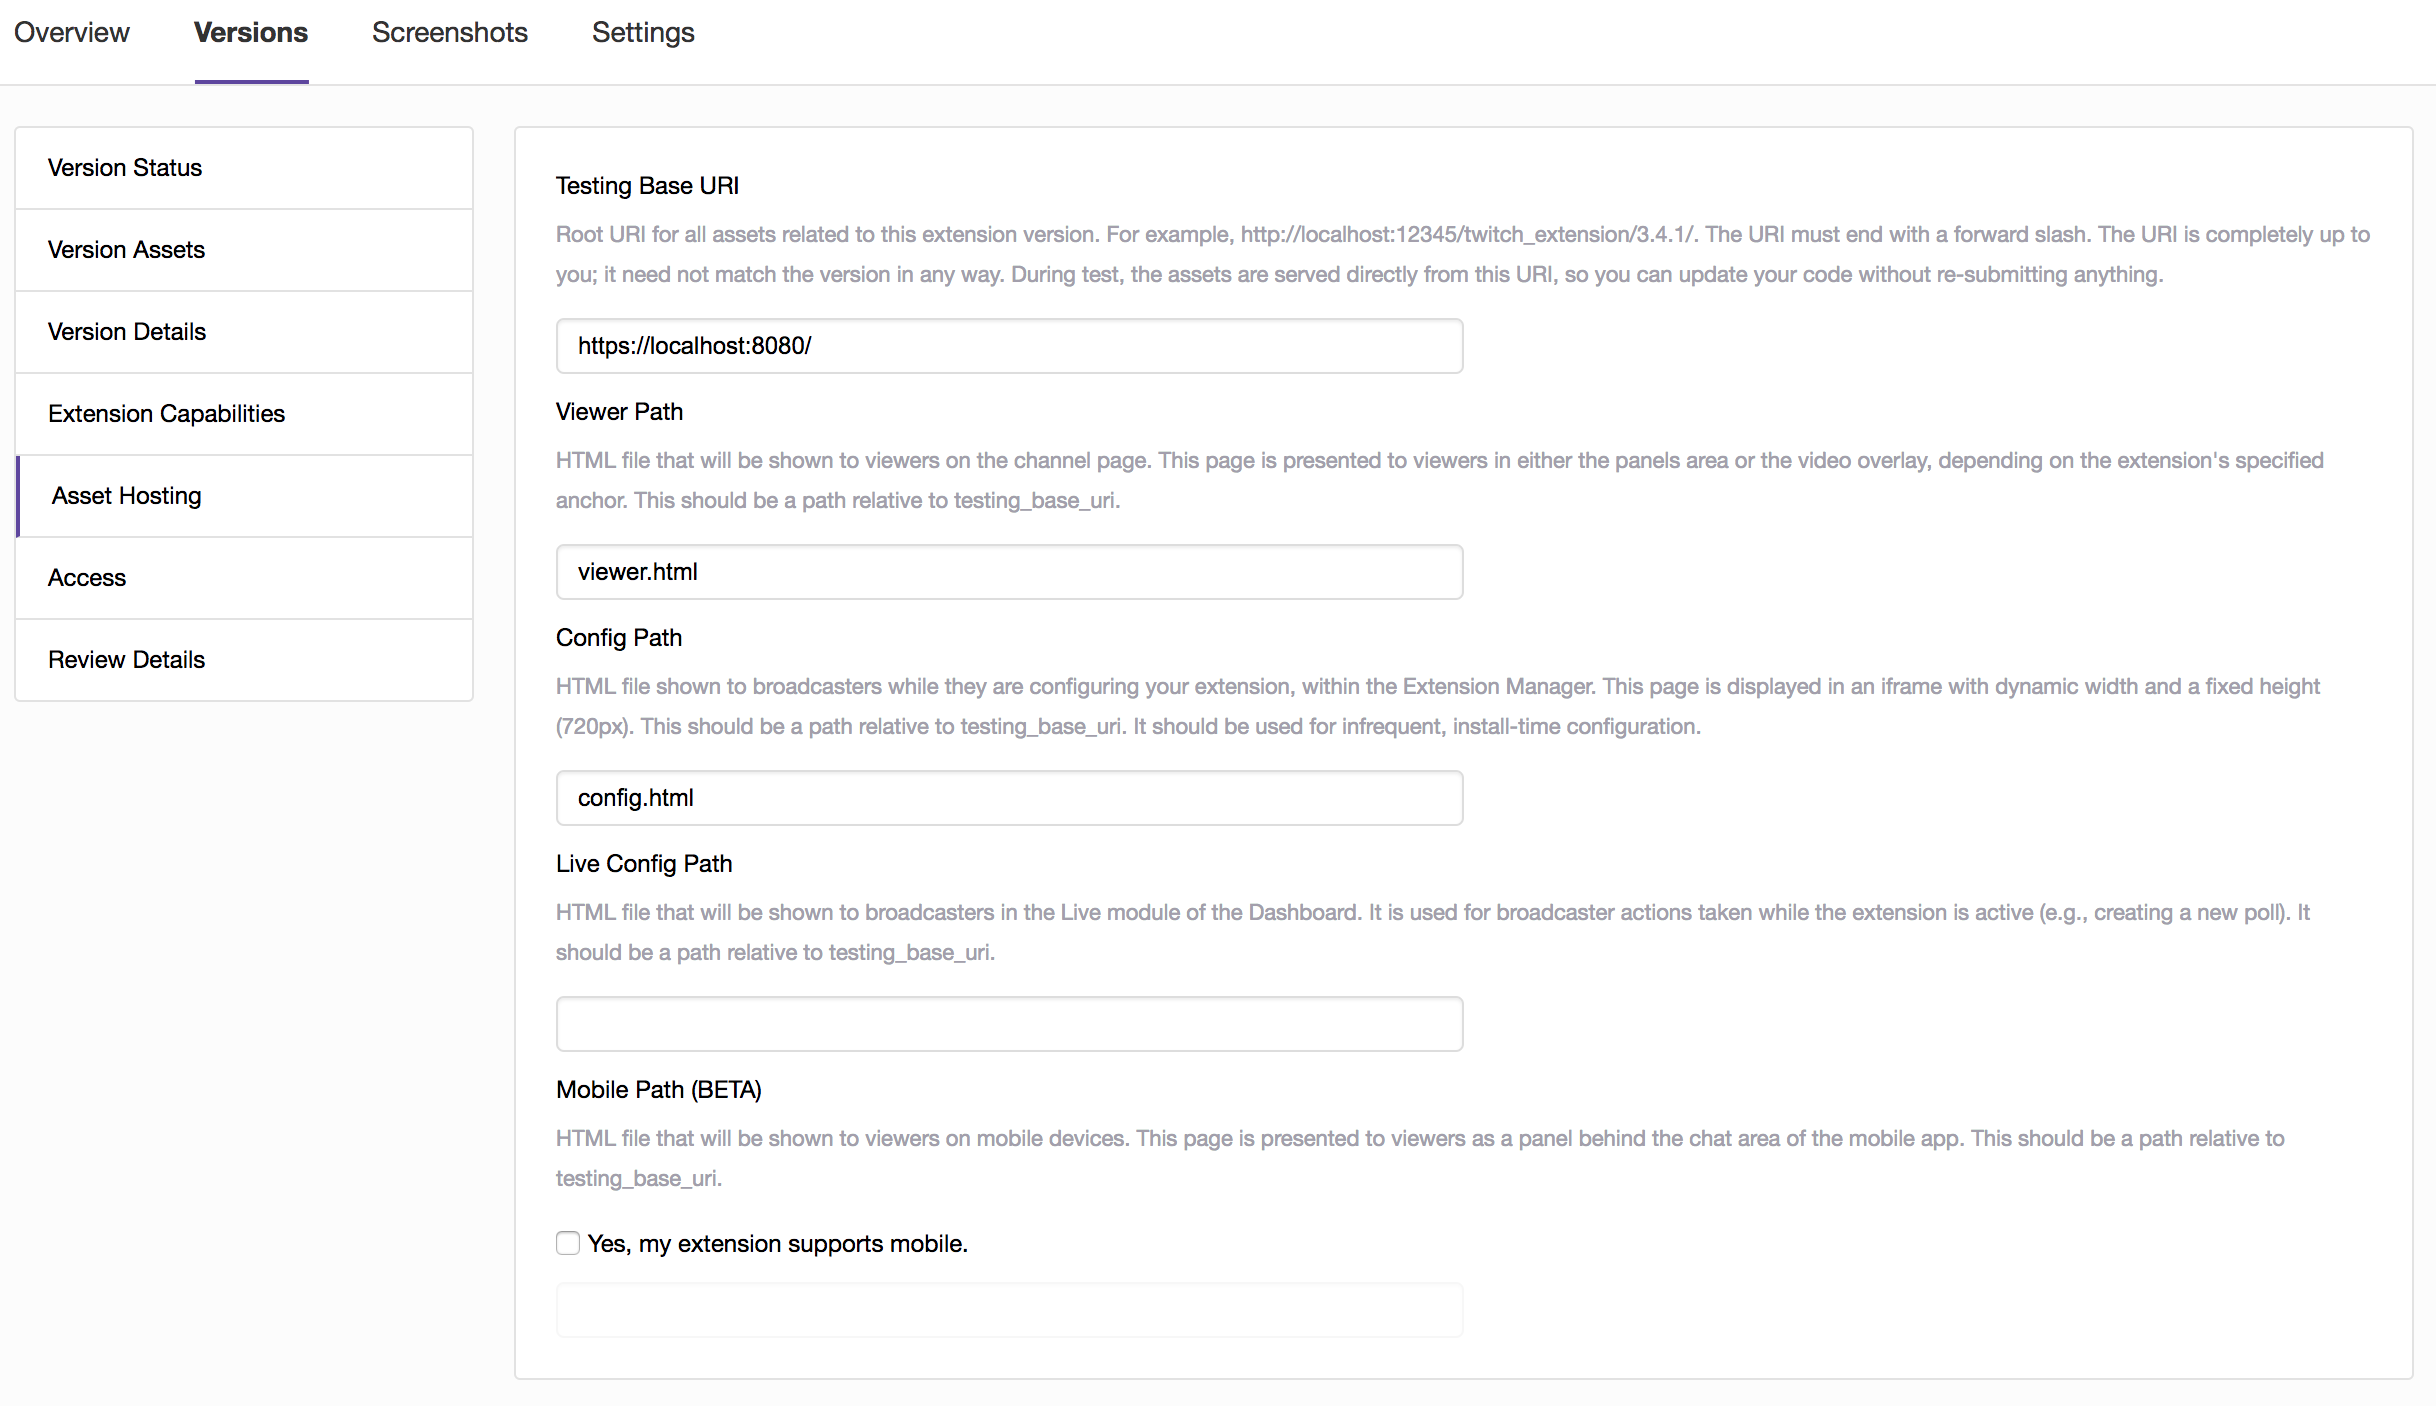 Overview Versions Screenshots Settings
Version Status
Version Assets
Version Details
Extension Capabilities
Asset Hosting
Access
Review Details
Testing Base URI
Root URI for all assets related to this extension version. For example, http://localhost:12345/twitch_extension/3.4.1/. The URI must end with a forward slash. The URI is completely up to
you; it need not match the version in any way. During test, the assets are served directly from this URI, so you can update your code without re-submitting anything.
https://localhost:8080/
Viewer Path
HTML file that will be shown to viewers on the channel page. This page is presented to viewers in either the panels area or the video overlay, depending on the extension's specified
anchor. This should be a path relative to testing_base_uri.
viewer.html
Config Path
HTML file shown to broadcasters while they are configuring your extension, within the Extension Manager. This page is displayed in an iframe with dynamic width and a fixed height
(720px). This should be a path relative to testing_base_uri. It should be used for infrequent, install-time configuration.
config.html
Live Config Path
HTML file that will be shown to broadcasters in the Live module of the Dashboard. It is used for broadcaster actions taken while the extension is active (e.g., creating a new poll). It
should be a path relative to testing_base_uri.
Mobile Path (BETA)
HTML file that will be shown to viewers on mobile devices. This page is presented to viewers as a panel behind the chat area of the mobile app. This should be a path relative to
testing_base_uri.
Yes, my extension supports mobile.